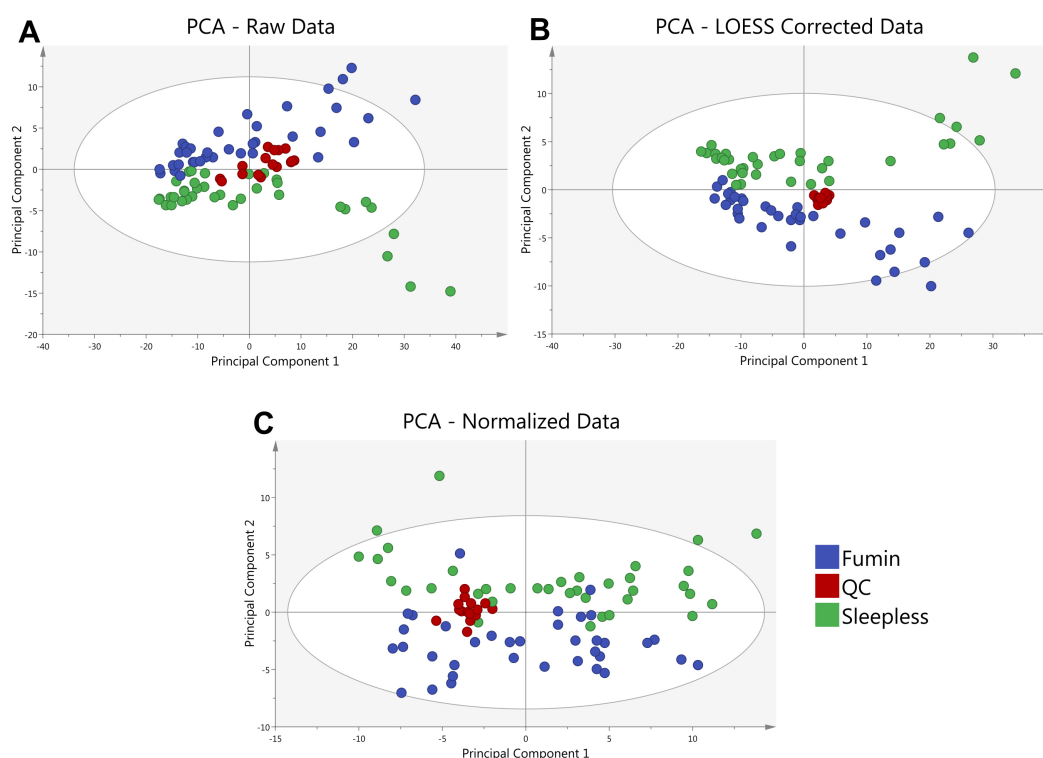 A
PCA - Raw Data
Principal Component 2
10
5
0
-5
-10
-15
-20
-40
-30
-20
-10
0
10
20
30
40
Principal Component 1
B
PCA - LOESS Corrected Data
Principal Component 2
10
5
0
-5
-10
-15
-30
-20
-10
0
10
20
30
Principal Component 1
C
PCA - Normalized Data
Principal Component 2
10
5
0
-5
-10
-15
-10
-5
0
5
10
Principal Component 1
Fumin
QC
Sleepless